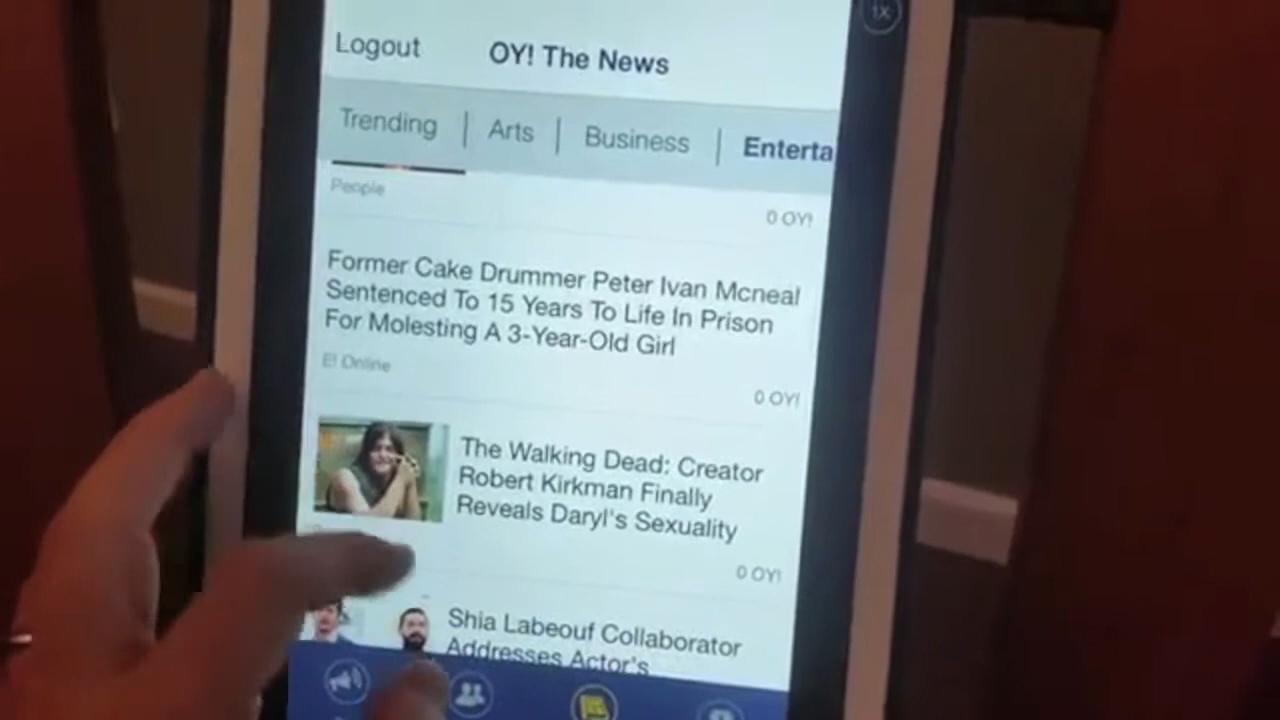 1X
Logout
OY! The News
Trending | Arts | Business | Enterta
People
0 OY!
Former Cake Drummer Peter Ivan Mcneal
Sentenced To 15 Years To Life In Prison
For Molesting A 3-Year-Old Girl
E! Online
0 OY!
The Walking Dead: Creator
Robert Kirkman Finally
Reveals Daryl's Sexuality
0 OY!
Shia Labeouf Collaborator
Addresses Actor's